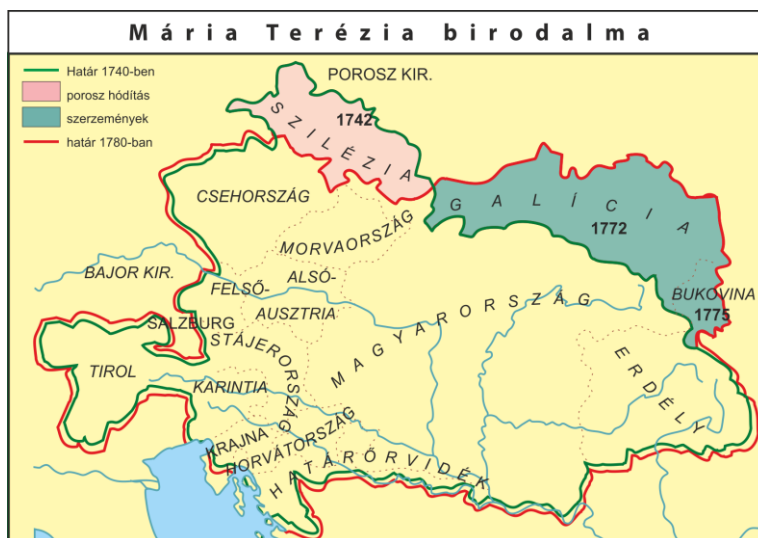 Mária Terézia birodalma
Határ 1740-ben
porosz hódítás
szerzemények
határ 1780-ban
POROSZ KIR.
1742
SZILÉZIA
CSEHORSZÁG
GALÍCIA
1772
MORVAORSZÁG
BAJOR KIR.
FELSŐ-
ALSÓ-
AUSZTRIA
BUKOVINA
1775
SALZBURG
STÁJERORSZÁG
MAGYARORSZÁG
TIROL
KARINTIA
ERDÉLY
KRAJNA
HORVÁTORSZÁG
HATÁRŐRVIDÉK